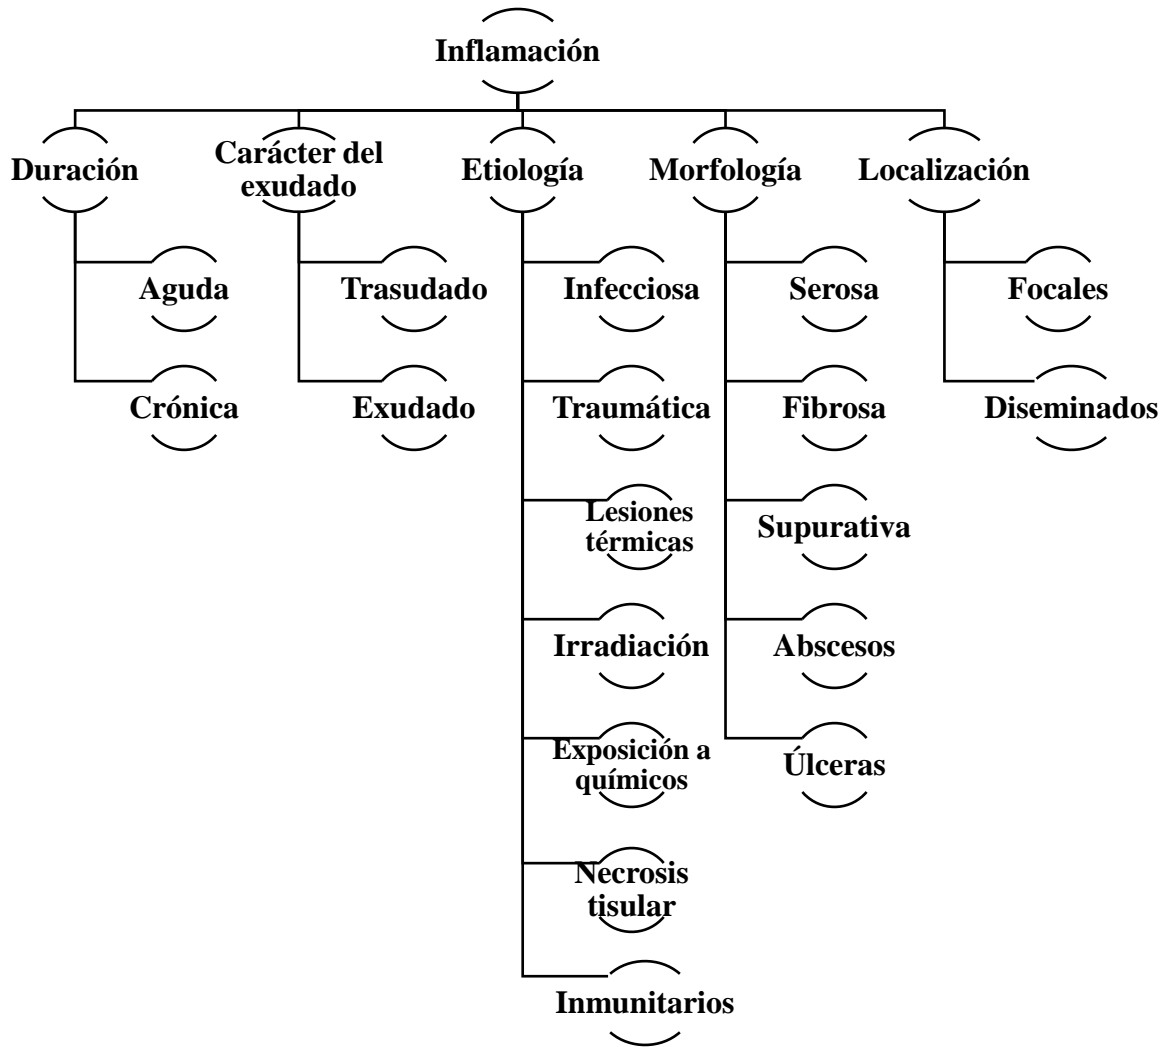 Inflamación
Duración
Aguda
Crónica
Carácter del
exudado
Trasudado
Exudado
Etiología
Infecciosa
Traumática
Lesiones
térmicas
Irradiación
Exposición a
químicos
Necrosis
tisular
Inmunitarios
Morfología
Serosa
Fibrosa
Supurativa
Abscesos
Úlceras
Localización
Focales
Diseminados